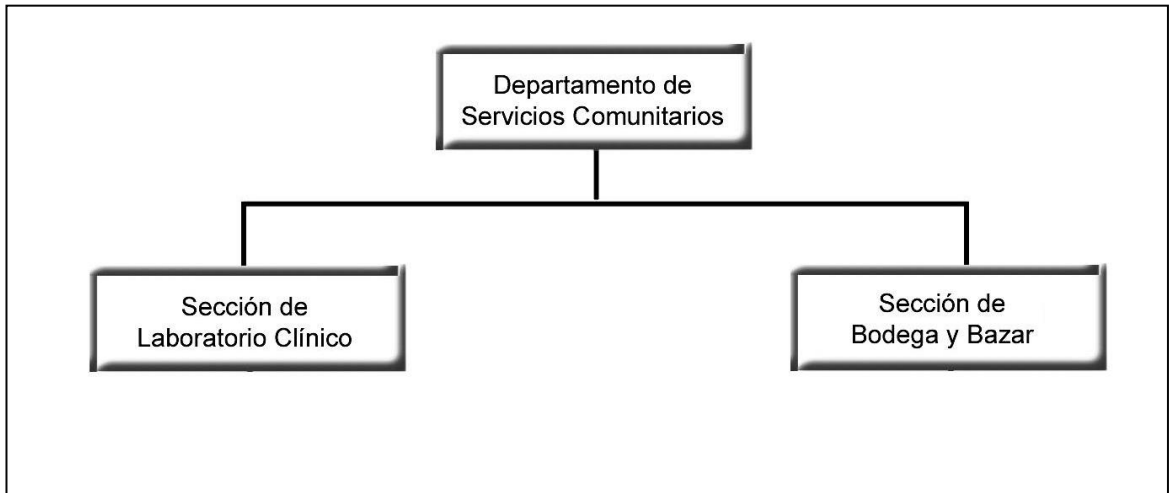 Departamento de
Servicios Comunitarios
Sección de
Laboratorio Clínico
Sección de
Bodega y Bazar